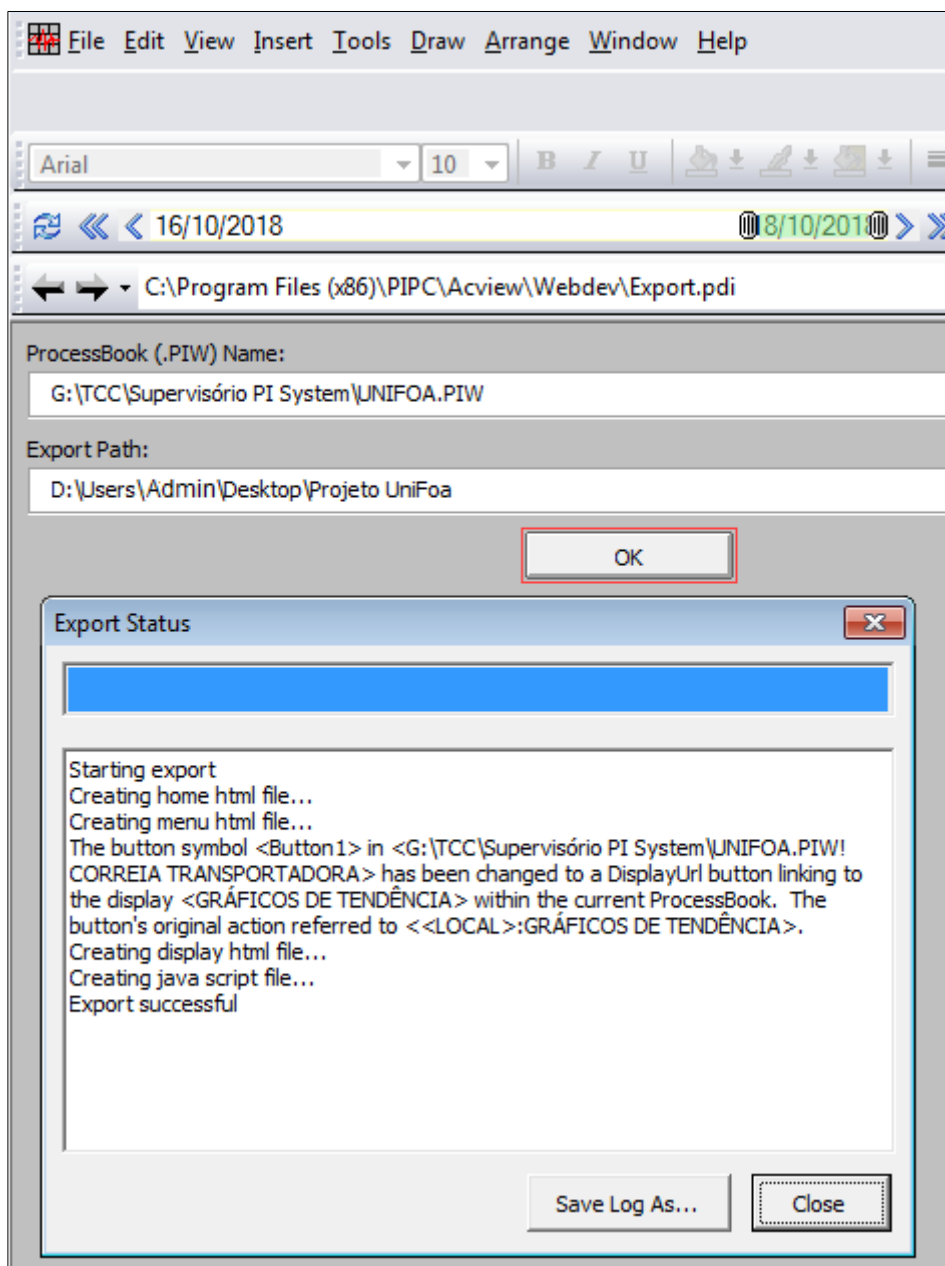 File Edit View Insert Tools Draw Arrange Window Help
Arial 10 B I U
16/10/2018 8/10/2018
C:\Program Files (x86)\PIPC\Acview\Webdev\Export.pdi
ProcessBook (.PIW) Name:
G:\TCC\Supervisório PI System\UNIFOA.PIW
Export Path:
D:\Users\Admin\Desktop\Projeto UniFoa
OK
Export Status
Starting export
Creating home html file...
Creating menu html file...
The button symbol <Button1> in <G:\TCC\Supervisório PI System\UNIFOA.PIW!
CORREIA TRANSPORTADORA> has been changed to a DisplayUrl button linking to
the display <GRÁFICOS DE TENDÊNCIA> within the current ProcessBook.  The
button's original action referred to <<LOCAL>:GRÁFICOS DE TENDÊNCIA>.
Creating display html file...
Creating java script file...
Export successful
Save Log As... Close